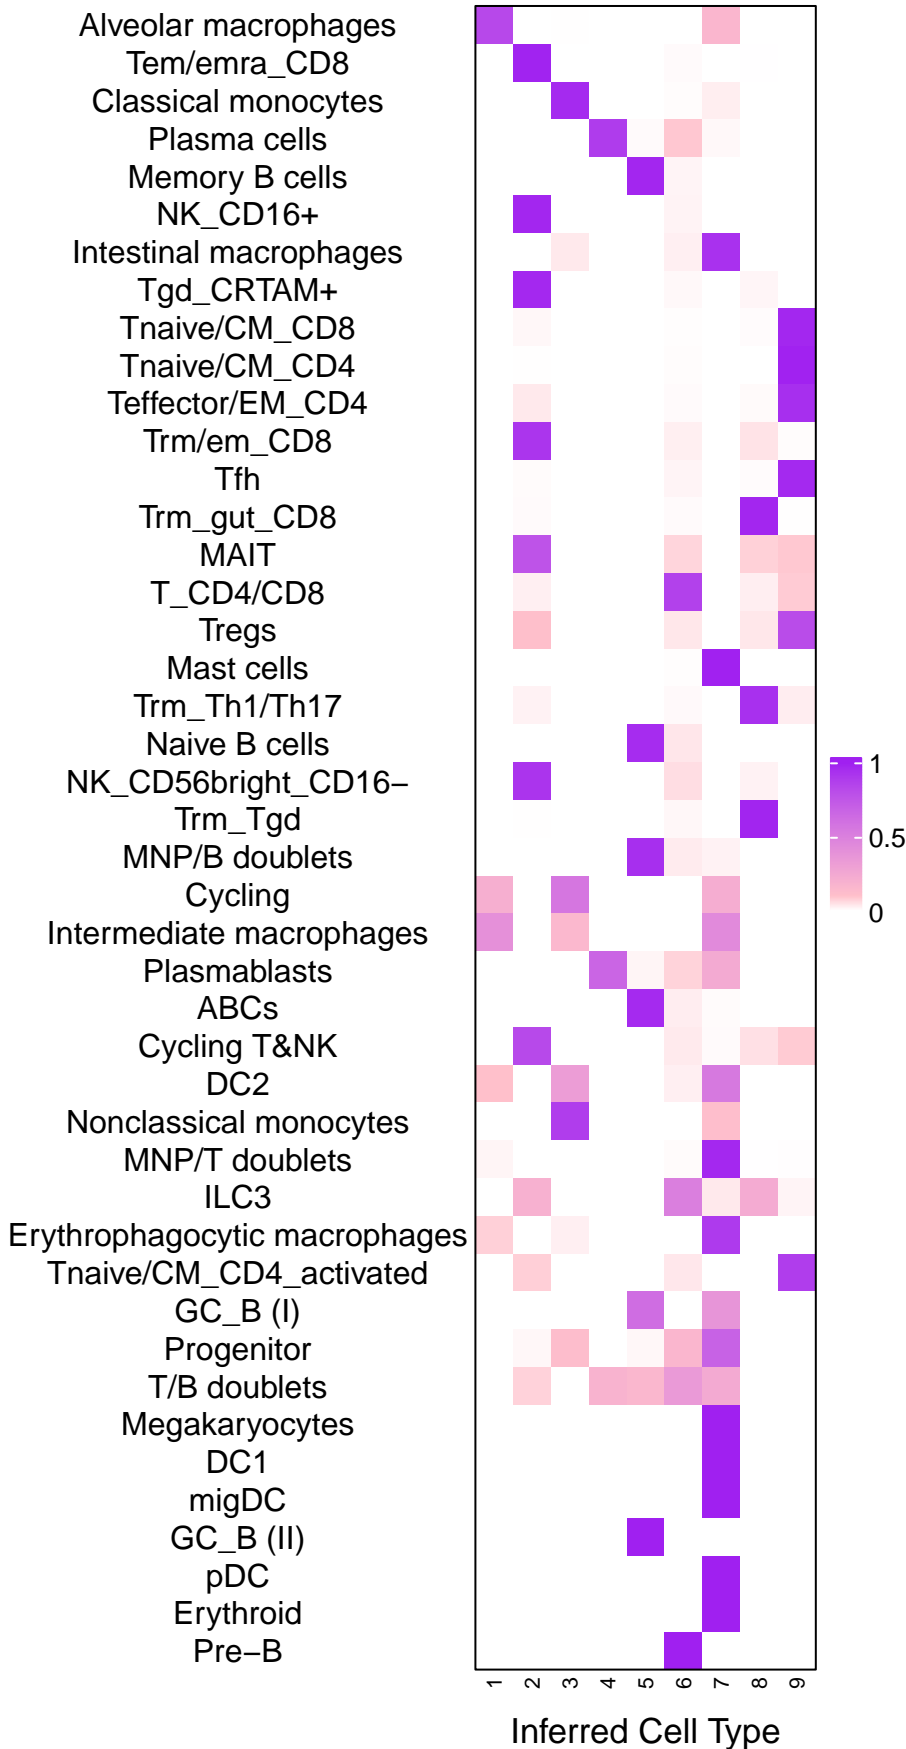 Alveolar macrophages
Tem/emra_CD8
Classical monocytes
Plasma cells
Memory B cells
NK_CD16+
Intestinal macrophages
Tgd_CRTAM+
Tnaive/CM_CD8
Tnaive/CM_CD4
Teffector/EM_CD4
Trm/em_CD8
Tfh
Trm_gut_CD8
MAIT
T_CD4/CD8
Tregs
Mast cells
Trm_Th1/Th17
Naive B cells
NK_CD56bright_CD16−
Trm_Tgd
MNP/B doublets
Cycling
Intermediate macrophages
Plasmablasts
ABCs
Cycling T&NK
DC2
Nonclassical monocytes
MNP/T doublets
ILC3
Erythrophagocytic macrophages
Tnaive/CM_CD4_activated
GC_B (I)
Progenitor
T/B doublets
Megakaryocytes
DC1
migDC
GC_B (II)
pDC
Erythroid
Pre−B
1 2 3 4 5 6 7 8 9
Inferred Cell Type
1
0.5
0